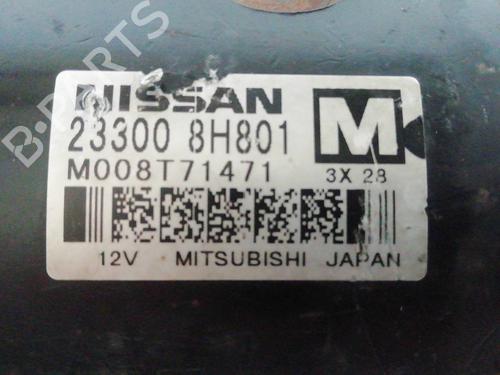 NISSAN
23300 8H801
M
M008T71471
3X 28
12V MITSUBISHI JAPAN
B-PARTS